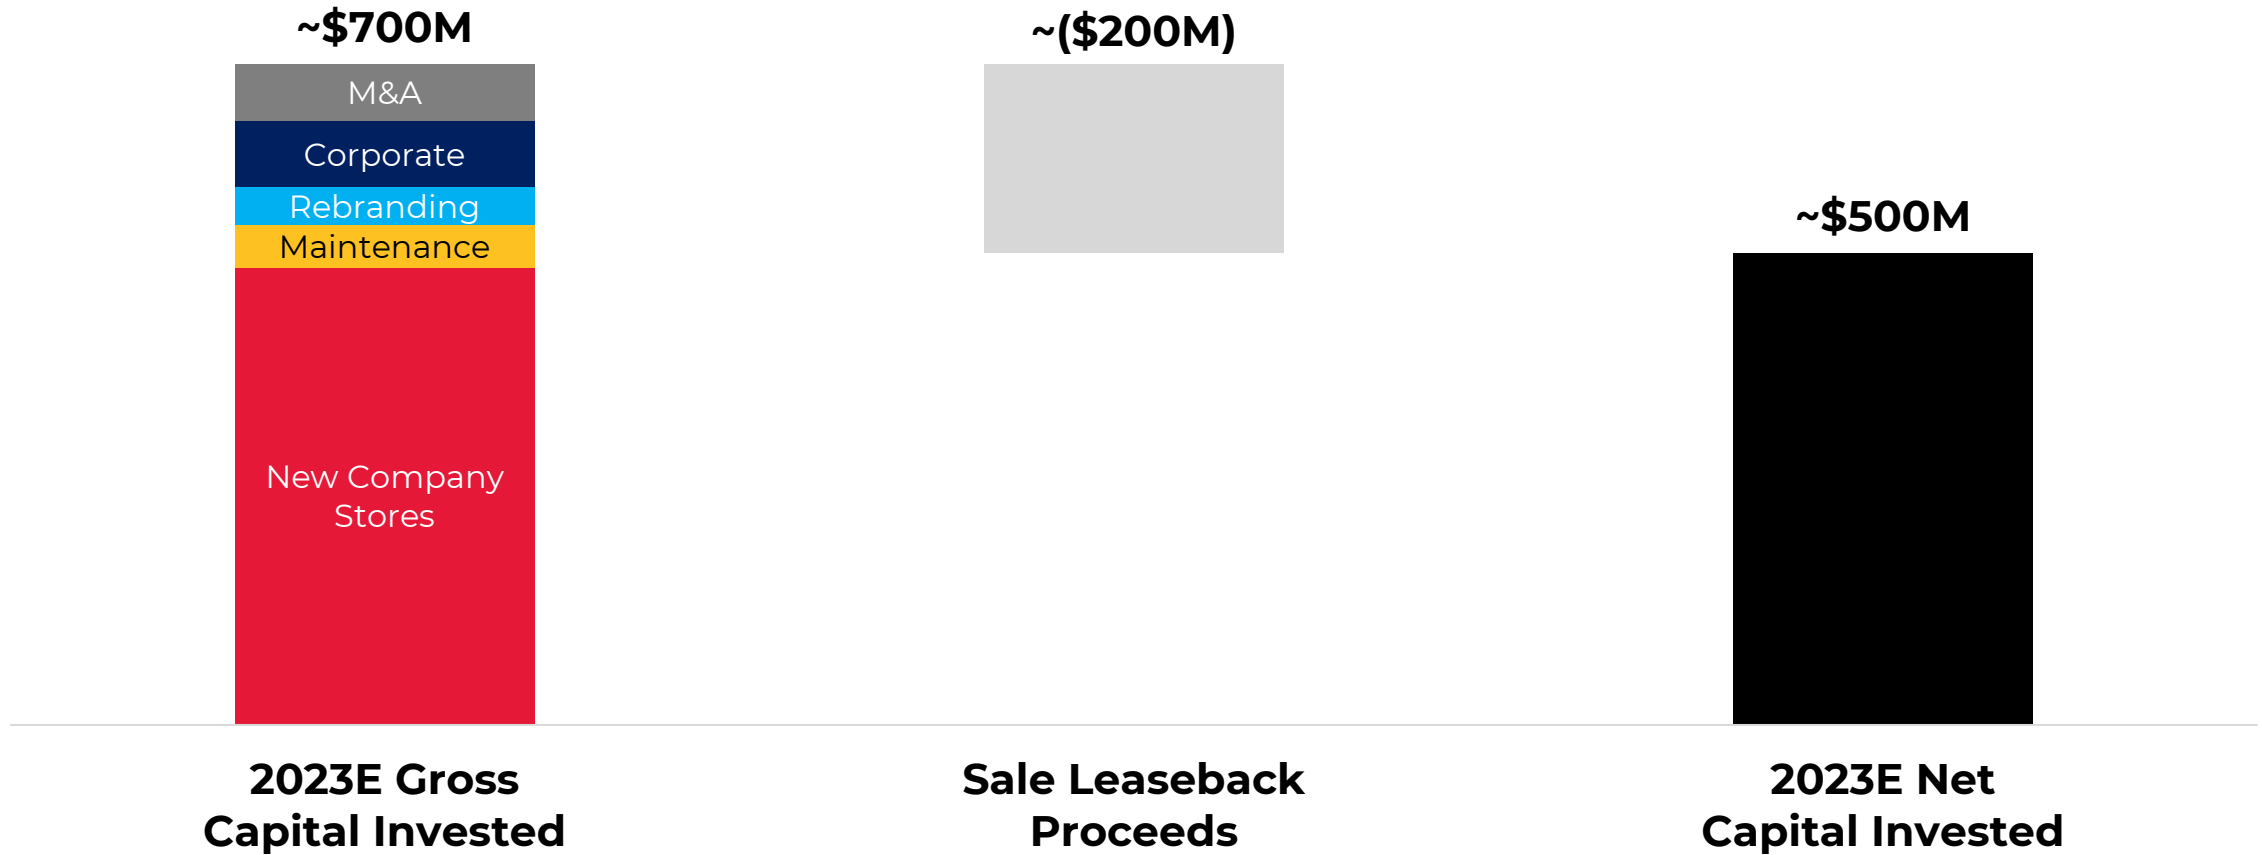 ~$700M
M&A
Corporate
Rebranding
Maintenance
New Company
Stores
2023E Gross
Capital Invested
~($200M)
Sale Leaseback
Proceeds
~$500M
2023E Net
Capital Invested